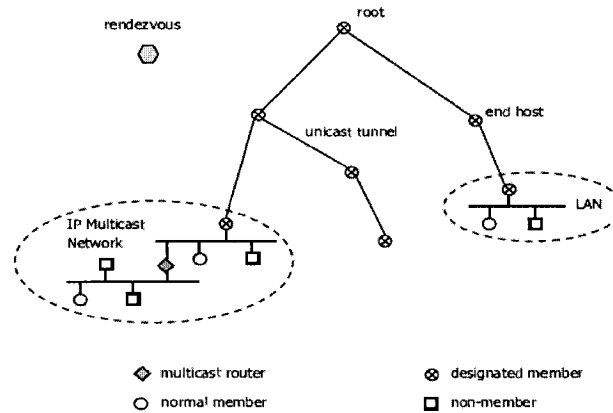 root
rendezvous
end host
unicast tunnel
LAN
IP Multicast
Network
multicast router
designated member
normal member
non-member